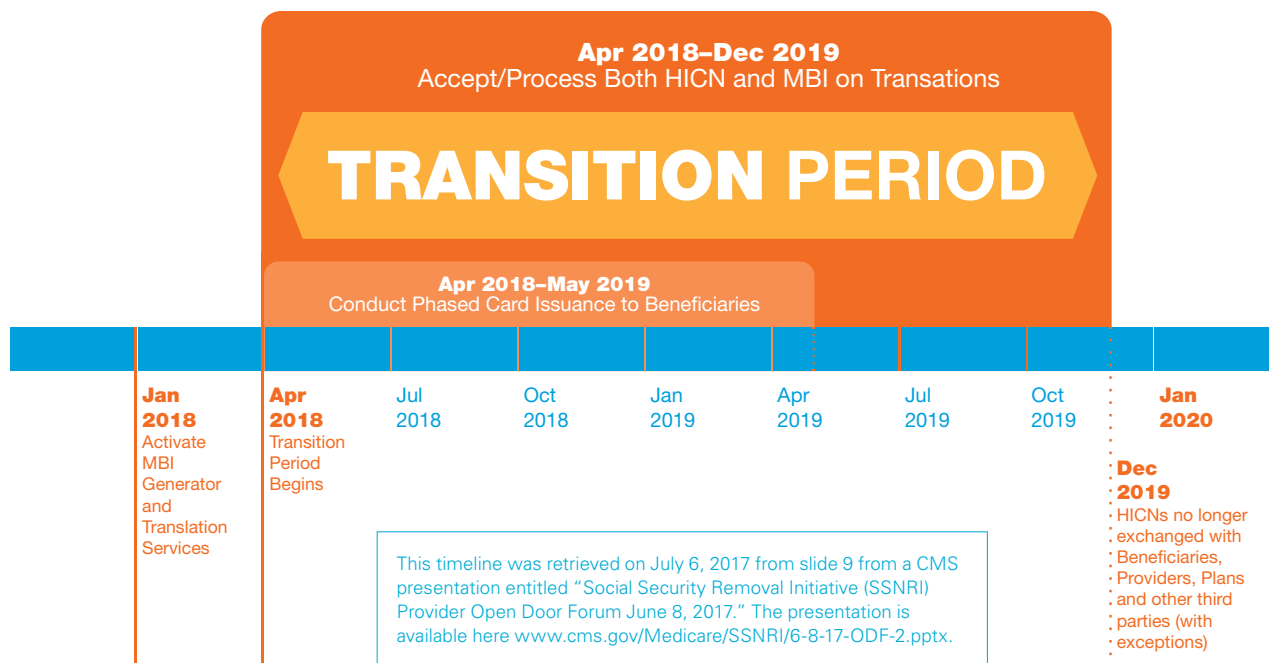 Apr 2018–Dec 2019
Accept/Process Both HICN and MBI on Transations
TRANSITION PERIOD
Apr 2018–May 2019
Conduct Phased Card Issuance to Beneficiaries
Jan
2018
Activate
MBI
Generator
and
Translation
Services
Apr
2018
Transition
Period
Begins
Jul
2018
Oct
2018
Jan
2019
Apr
2019
Jul
2019
Oct
2019
Jan
2020
Dec
2019
HICNs no longer
exchanged with
Beneficiaries,
Providers, Plans
and other third
parties (with
exceptions)
This timeline was retrieved on July 6, 2017 from slide 9 from a CMS
presentation entitled “Social Security Removal Initiative (SSNRI)
Provider Open Door Forum June 8, 2017.” The presentation is
available here www.cms.gov/Medicare/SSNRI/6-8-17-ODF-2.pptx.